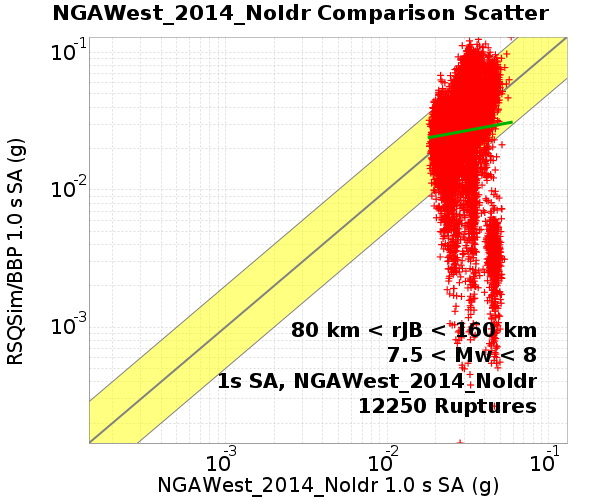 NGAWest_2014_NoIdr Comparison Scatter
10-1
10-2
10-3
RSQSim/BBP 1.0 s SA (g)
80 km < rJB < 160 km
7.5 < Mw < 8
1s SA, NGAWest_2014_NoIdr
12250 Ruptures
10-3 10-2 10-1
NGAWest_2014_NoIdr 1.0 s SA (g)